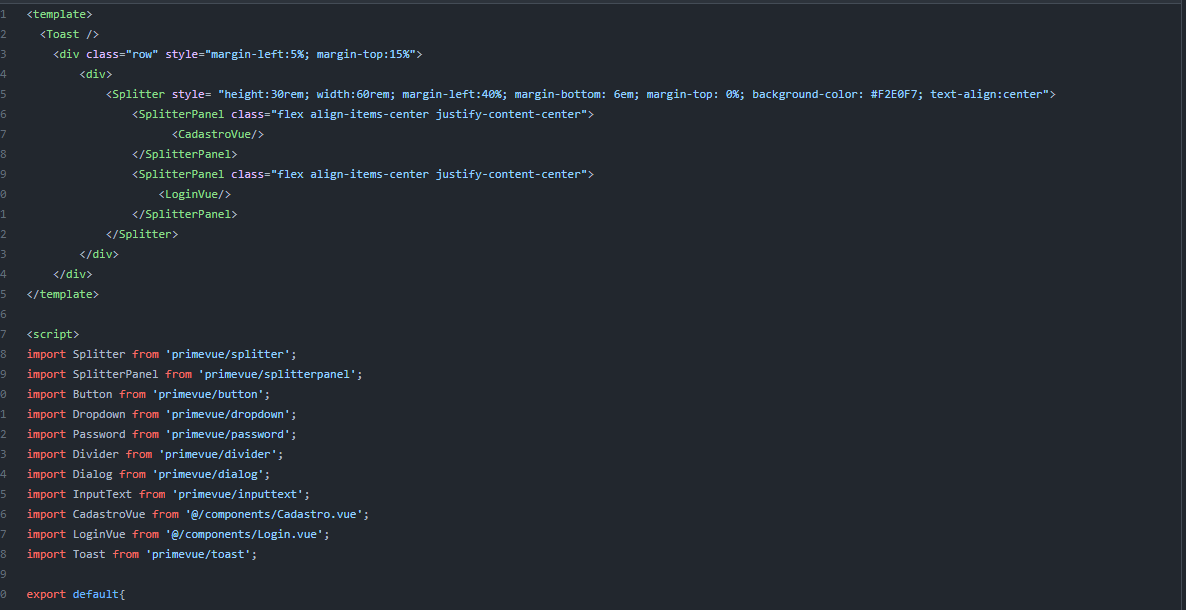 1 <template>
2   <Toast />
3     <div class="row" style="margin-left:5%; margin-top:15%">
4         <div>
5             <Splitter style= "height:30rem; width:60rem; margin-left:40%; margin-bottom: 6em; margin-top: 0%; background-color: #F2E0F7; text-align:center">
6                 <SplitterPanel class="flex align-items-center justify-content-center">
7                       <CadastroVue/>
8                 </SplitterPanel>
9                 <SplitterPanel class="flex align-items-center justify-content-center">
0                     <LoginVue/>
1                 </SplitterPanel>
2             </Splitter>
3         </div>
4     </div>
5 </template>
6
7 <script>
8 import Splitter from 'primevue/splitter';
9 import SplitterPanel from 'primevue/splitterpanel';
0 import Button from 'primevue/button';
1 import Dropdown from 'primevue/dropdown';
2 import Password from 'primevue/password';
3 import Divider from 'primevue/divider';
4 import Dialog from 'primevue/dialog';
5 import InputText from 'primevue/inputtext';
6 import CadastroVue from '@/components/Cadastro.vue';
7 import LoginVue from '@/components/Login.vue';
8 import Toast from 'primevue/toast';
9
0 export default{